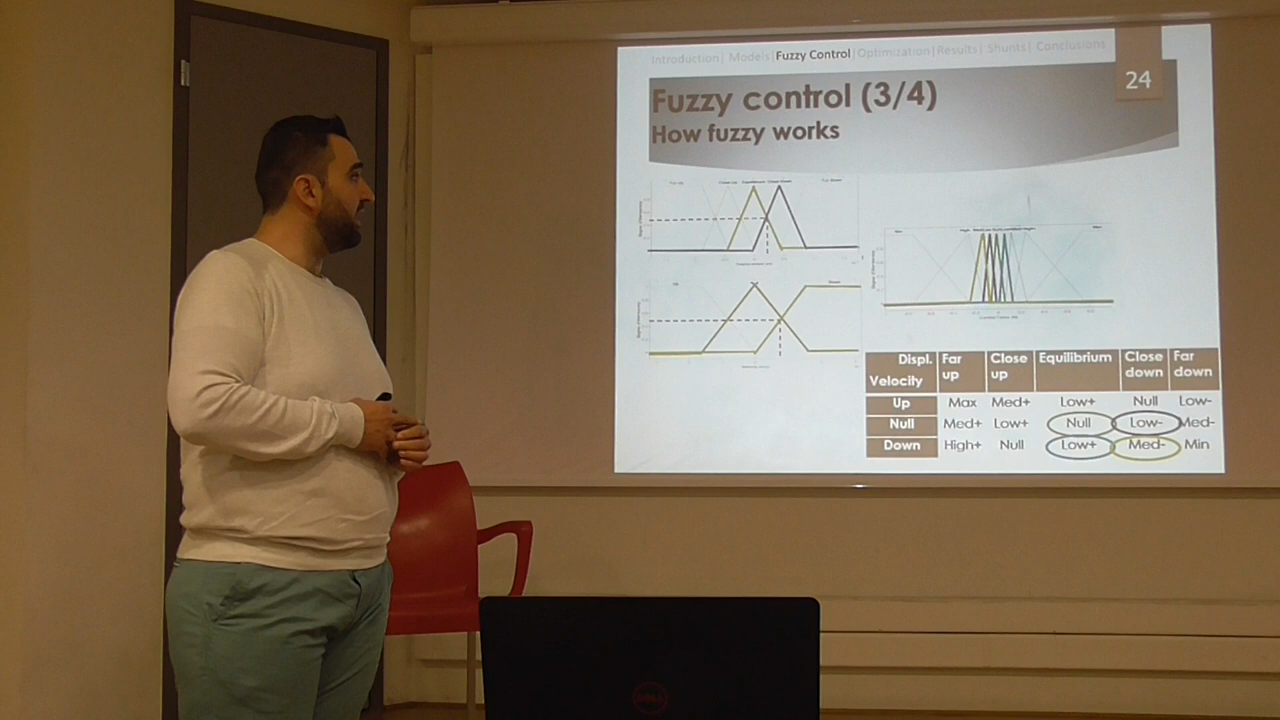 Introduction| Models|Fuzzy Control|Optimization|Results| Shunts| Conclusions
24
Fuzzy control (3/4)
How fuzzy works
Displ. Velocity | Far up | Close up | Equilibrium | Close down | Far down
Up Max Med+ Low+ Null Low-
Null Med+ Low+ Null Low- Med-
Down High+ Null Low+ Med- Min
DELL